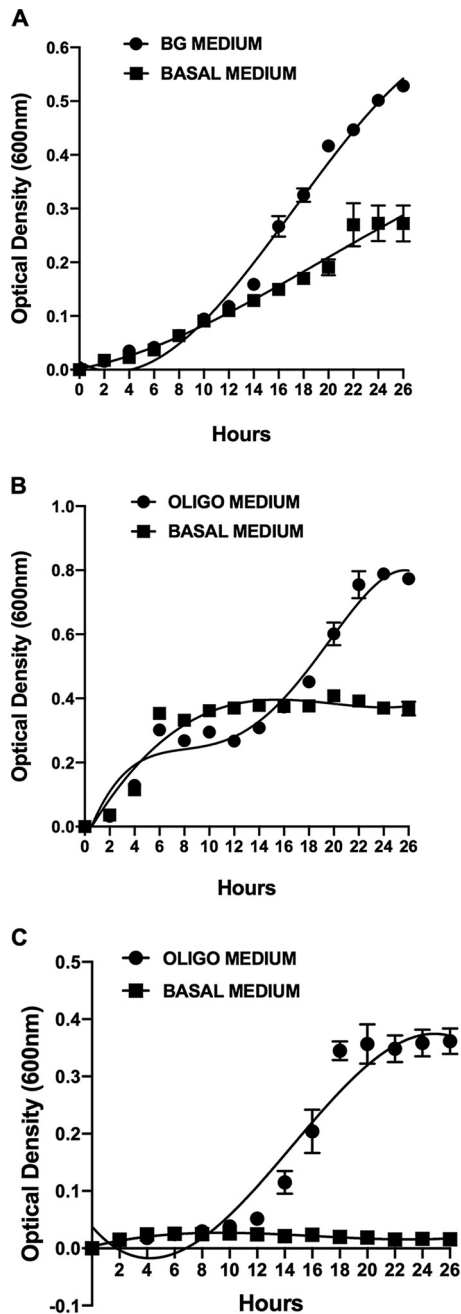 A
BG MEDIUM
BASAL MEDIUM
0.6
0.5
0.4
0.3
0.2
0.1
0.0
0 2 4 6 8 10 12 14 16 18 20 22 24 26
Optical Density (600nm)
Hours
B
OLIGO MEDIUM
BASAL MEDIUM
1.0
0.8
0.6
0.4
0.2
0.0
0 2 4 6 8 10 12 14 16 18 20 22 24 26
Optical Density (600nm)
Hours
C
OLIGO MEDIUM
BASAL MEDIUM
0.5
0.4
0.3
0.2
0.1
0.0
-0.1
2 4 6 8 10 12 14 16 18 20 22 24 26
Optical Density (600nm)
Hours